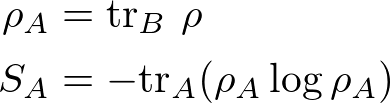 ρ_A = tr_B ρ
S_A = −tr_A(ρ_A log ρ_A)